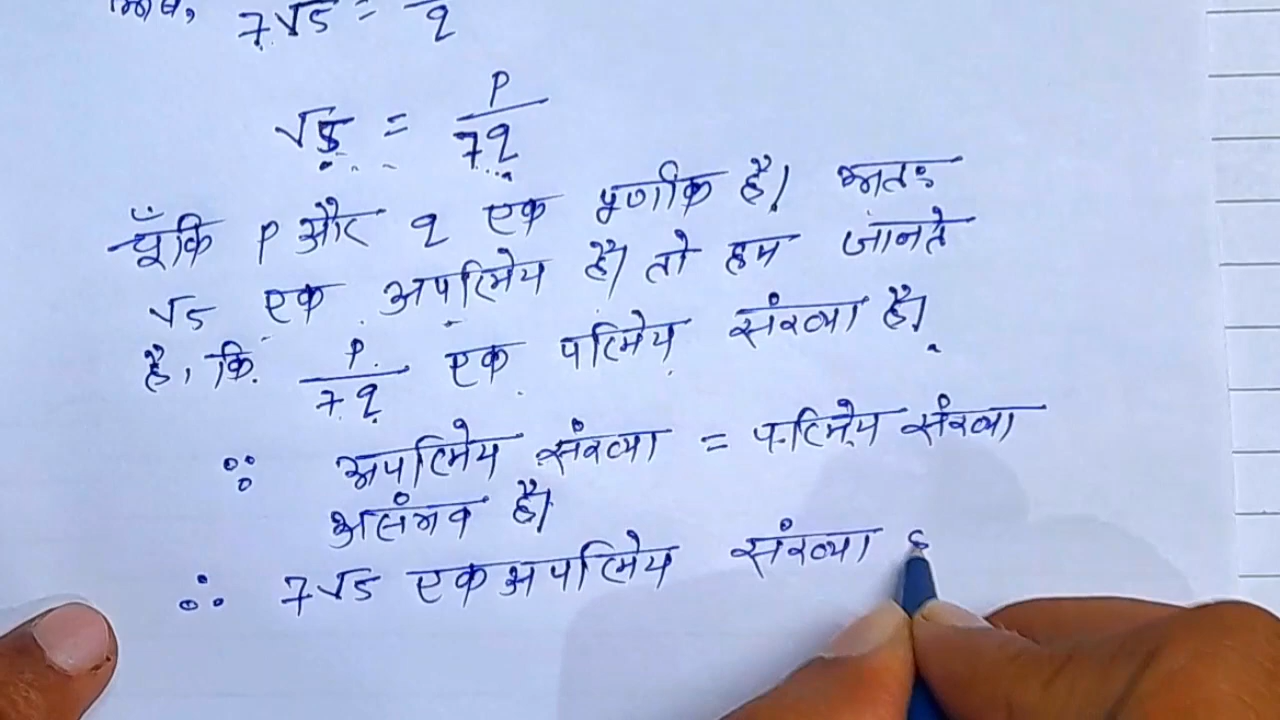 7√5 = q
√5 = P/7q
चूँकि P और q एक पूर्णांक है। अतः
√5 एक अपरिमेय है। तो हम जानते
है, कि P/7q एक परिमेय संख्या है।
∵ अपरिमेय संख्या = परिमेय संख्या
असंभव है।
∴ 7√5 एक अपरिमेय संख्या